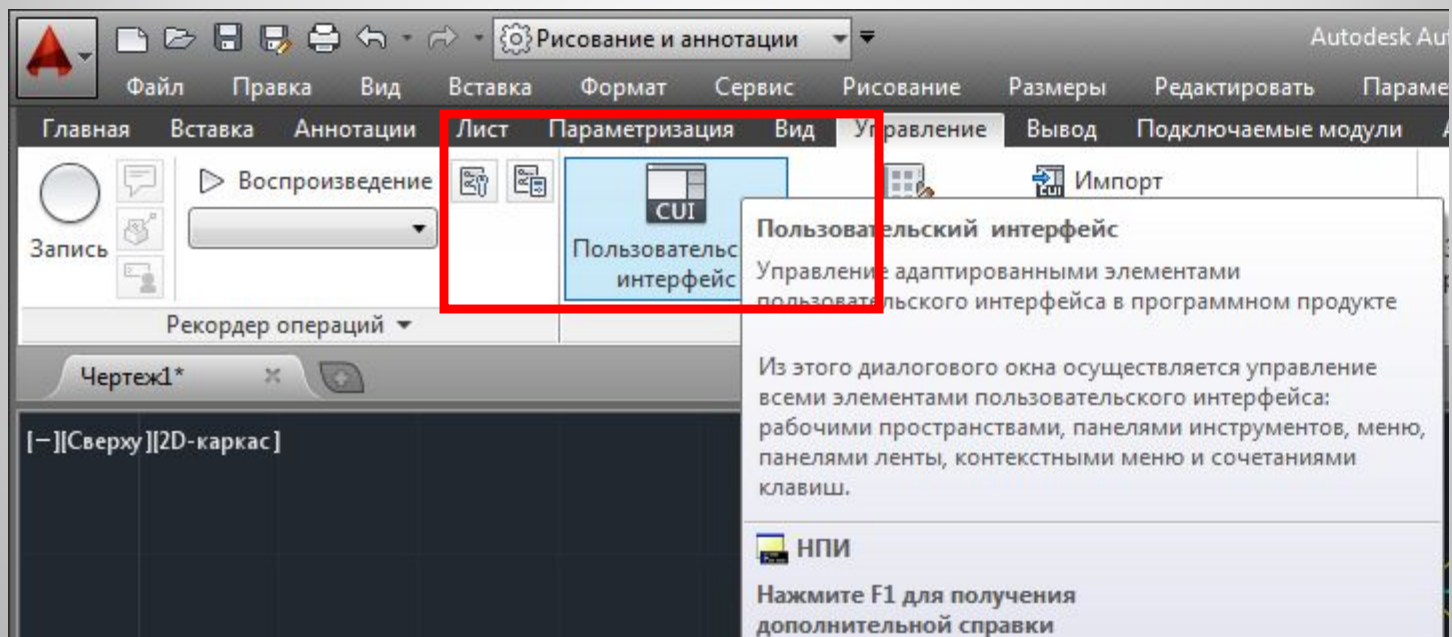 Рисование и аннотации
Autodesk Au
Файл Правка Вид Вставка Формат Сервис Рисование Размеры Редактировать Параме
Главная Вставка Аннотации Лист Параметризация Вид Управление Вывод Подключаемые модули
Запись
Воспроизведение
CUI
Пользовательс
интерфейс
CUI Импорт
Рекордер операций
Пользовательский интерфейс
Управление адаптированными элементами
пользовательского интерфейса в программном продукте
Из этого диалогового окна осуществляется управление
всеми элементами пользовательского интерфейса:
рабочими пространствами, панелями инструментов, меню,
панелями ленты, контекстными меню и сочетаниями
клавиш.
НПИ
Нажмите F1 для получения
дополнительной справки
Чертеж1*
[−][Сверху][2D-каркас]